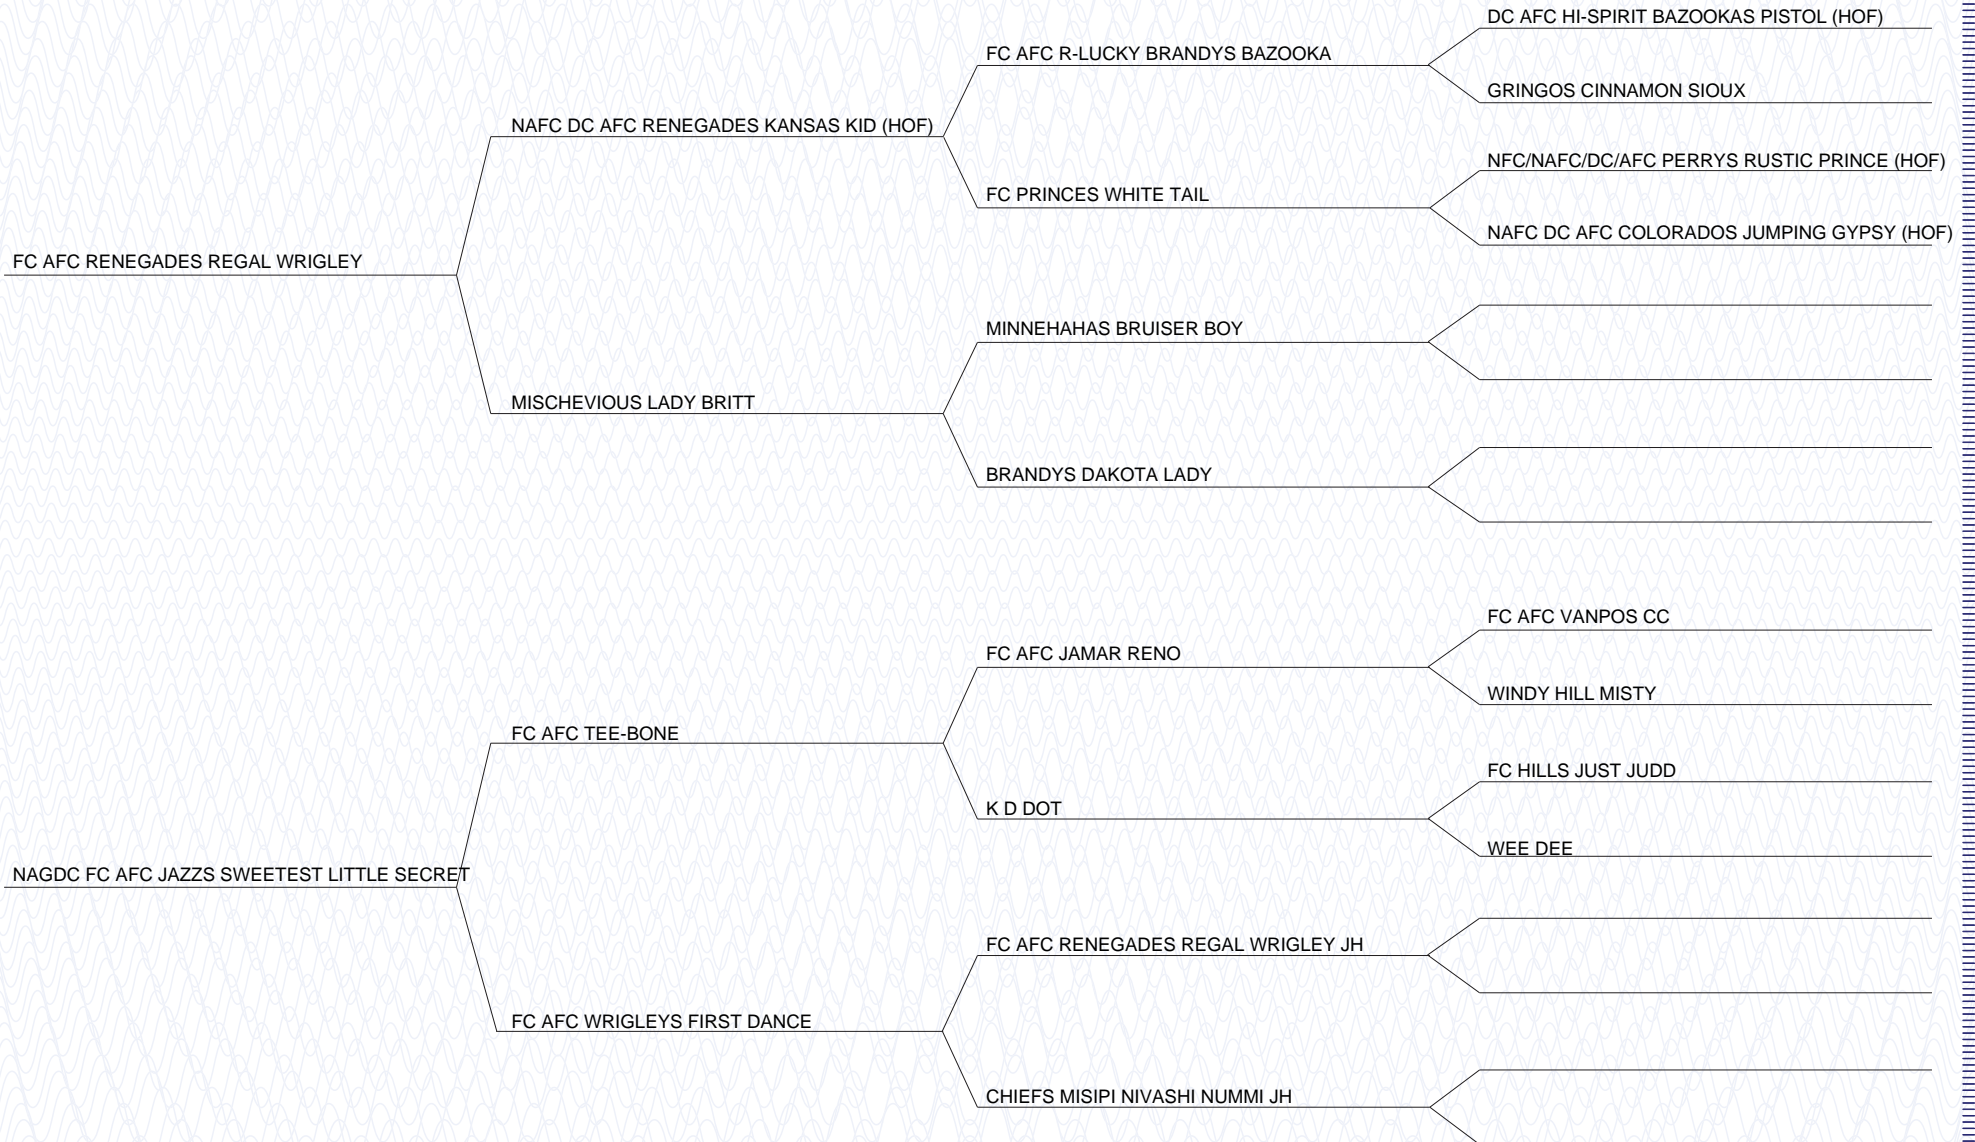 DC AFC HI-SPIRIT BAZOOKAS PISTOL (HOF)
FC AFC R-LUCKY BRANDYS BAZOOKA
GRINGOS CINNAMON SIOUX
NAFC DC AFC RENEGADES KANSAS KID (HOF)
NFC/NAFC/DC/AFC PERRYS RUSTIC PRINCE (HOF)
FC PRINCES WHITE TAIL
NAFC DC AFC COLORADOS JUMPING GYPSY (HOF)
FC AFC RENEGADES REGAL WRIGLEY
MINNEHAHAS BRUISER BOY
MISCHEVIOUS LADY BRITT
BRANDYS DAKOTA LADY
FC AFC VANPOS CC
FC AFC JAMAR RENO
WINDY HILL MISTY
FC AFC TEE-BONE
FC HILLS JUST JUDD
K D DOT
WEE DEE
NAGDC FC AFC JAZZS SWEETEST LITTLE SECRET
FC AFC RENEGADES REGAL WRIGLEY JH
FC AFC WRIGLEYS FIRST DANCE
CHIEFS MISIPI NIVASHI NUMMI JH